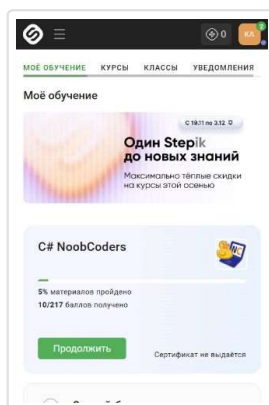 0
КЛ
МОЁ ОБУЧЕНИЕ КУРСЫ КЛАССЫ УВЕДОМЛЕНИЯ
Моё обучение
С 19.11 по 3.12
Один Stepik
до новых знаний
Максимально тёплые скидки
на курсы этой осенью
C# NoobCoders
5% материалов пройдено
10/217 баллов получено
Продолжить
Сертификат не выдаётся